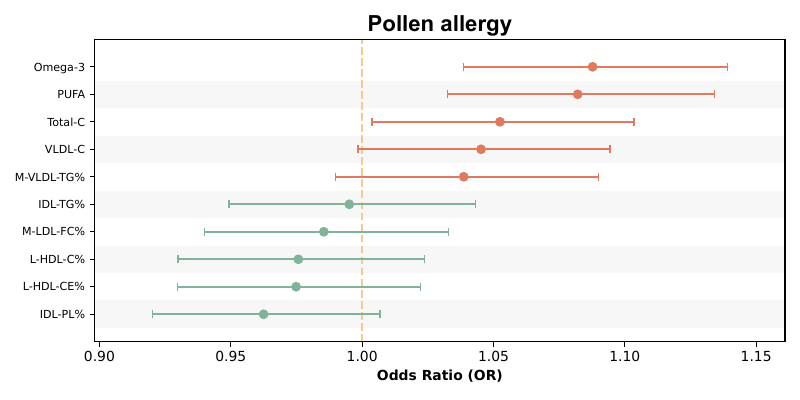 Pollen allergy
Omega-3
PUFA
Total-C
VLDL-C
M-VLDL-TG%
IDL-TG%
M-LDL-FC%
L-HDL-C%
L-HDL-CE%
IDL-PL%
0.90 0.95 1.00 1.05 1.10 1.15
Odds Ratio (OR)